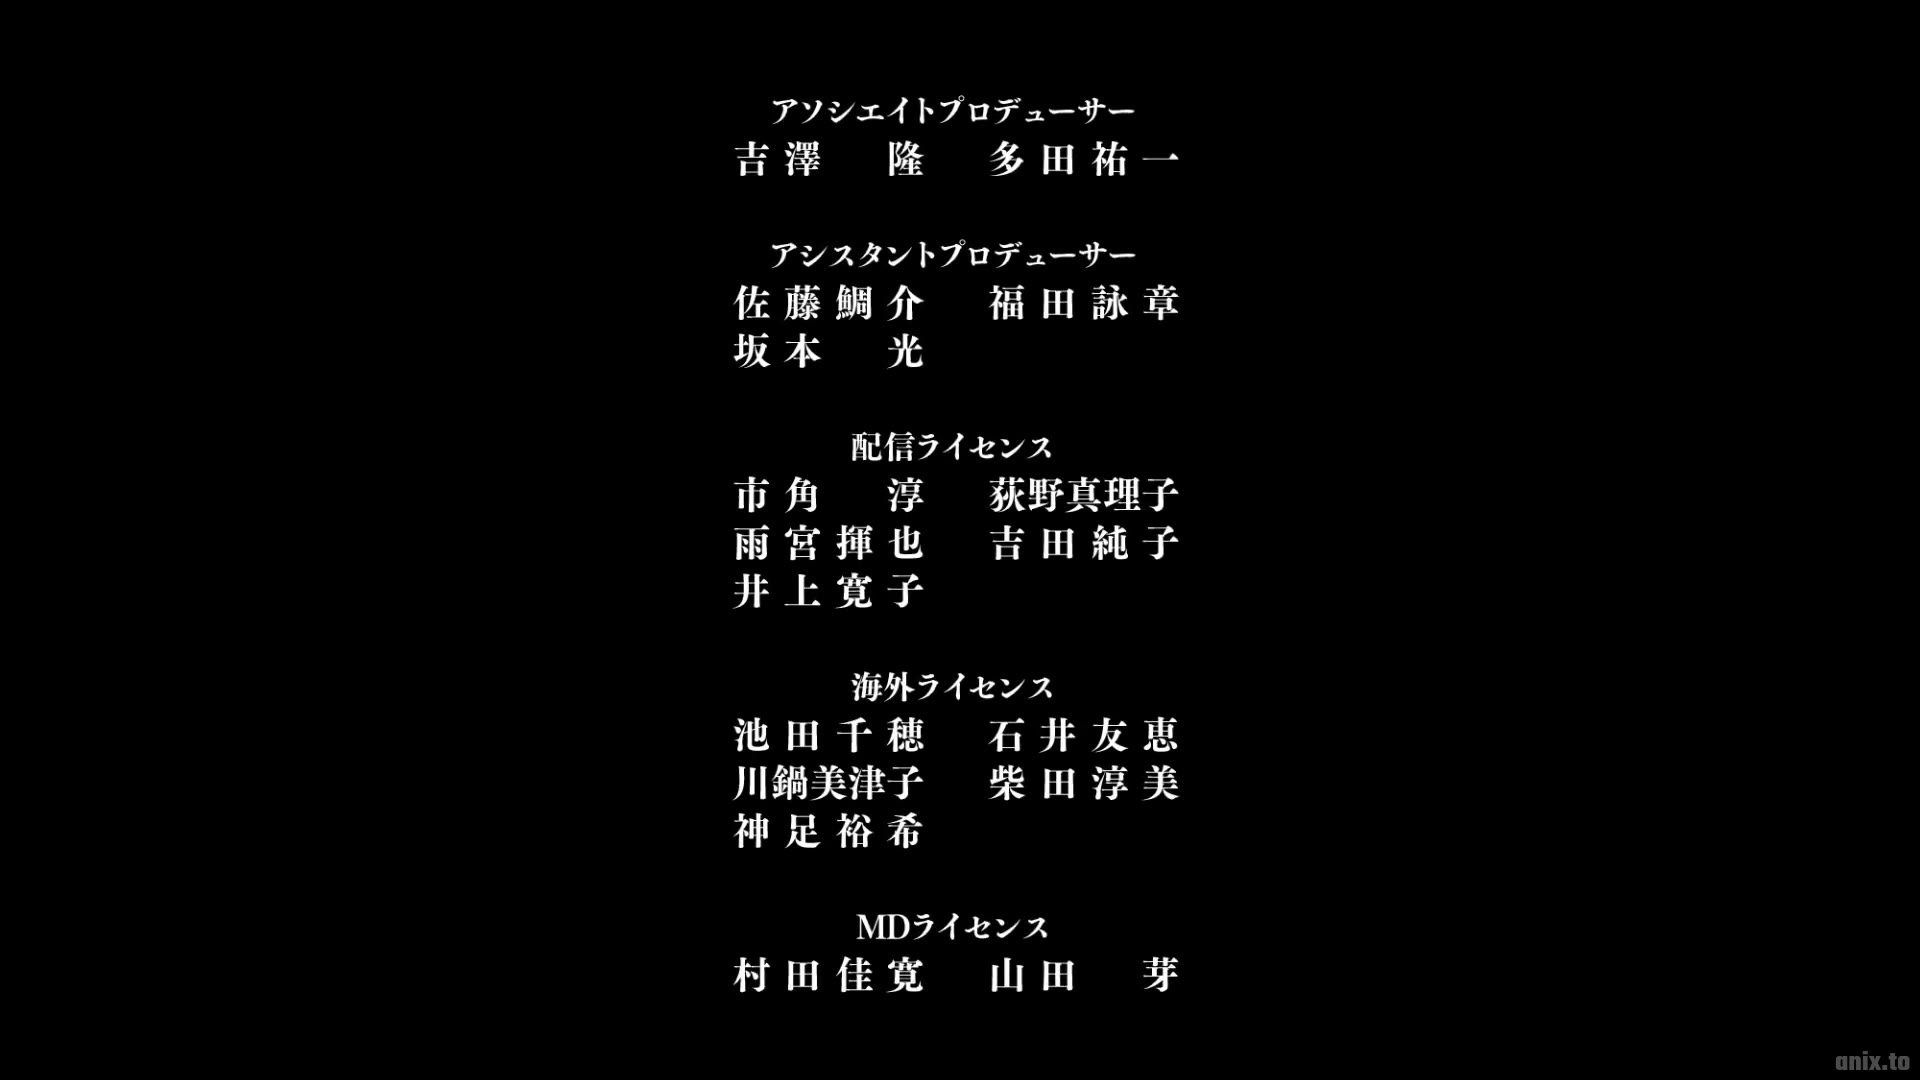 アソシエイトプロデューサー
吉澤 隆 多田祐一
アシスタントプロデューサー
佐藤鯛介 福田詠章
坂本 光
配信ライセンス
市角 淳 荻野真理子
雨宮揮也 吉田純子
井上寛子
海外ライセンス
池田千穂 石井友恵
川鍋美津子 柴田淳美
神足裕希
MDライセンス
村田佳寛 山田 芽
anix.to